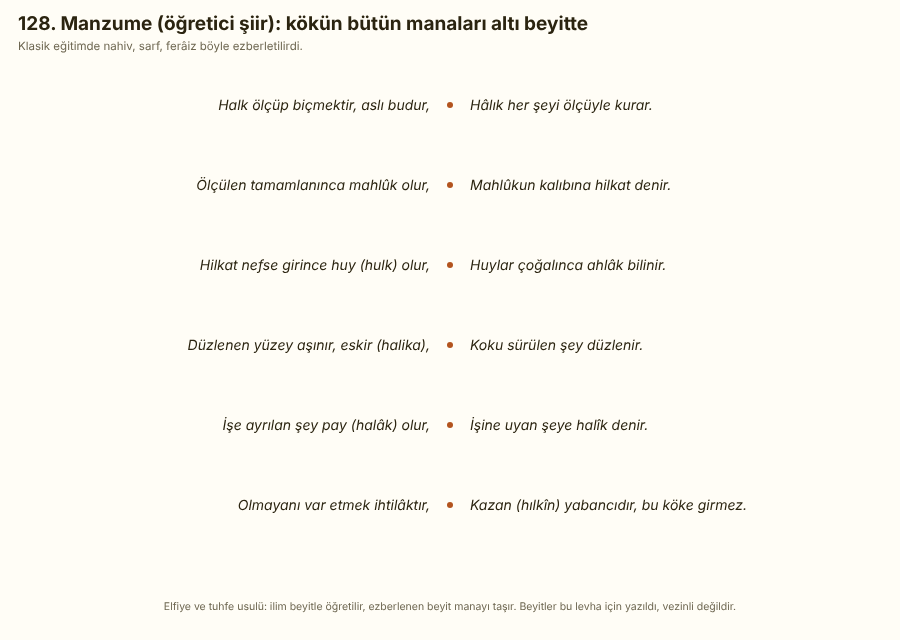 128. Manzume (öğretici şiir): kökün bütün manaları altı beyitte
Klasik eğitimde nahiv, sarf, ferâiz böyle ezberletilirdi.
Halk ölçüp biçmektir, aslı budur, • Hâlık her şeyi ölçüyle kurar.
Ölçülen tamamlanınca mahlûk olur, • Mahlûkun kalıbına hilkat denir.
Hilkat nefse girince huy (hulk) olur, • Huylar çoğalınca ahlâk bilinir.
Düzlenen yüzey aşınır, eskir (halika), • Koku sürülen şey düzlenir.
İşe ayrılan şey pay (halâk) olur, • İşine uyan şeye halîk denir.
Olmayanı var etmek ihtilâktır, • Kazan (hılkîn) yabancıdır, bu köke girmez.
Elfiye ve tuhfe usulü: ilim beyitle öğretilir, ezberlenen beyit manayı taşır. Beyitler bu levha için yazıldı, vezinli değildir.